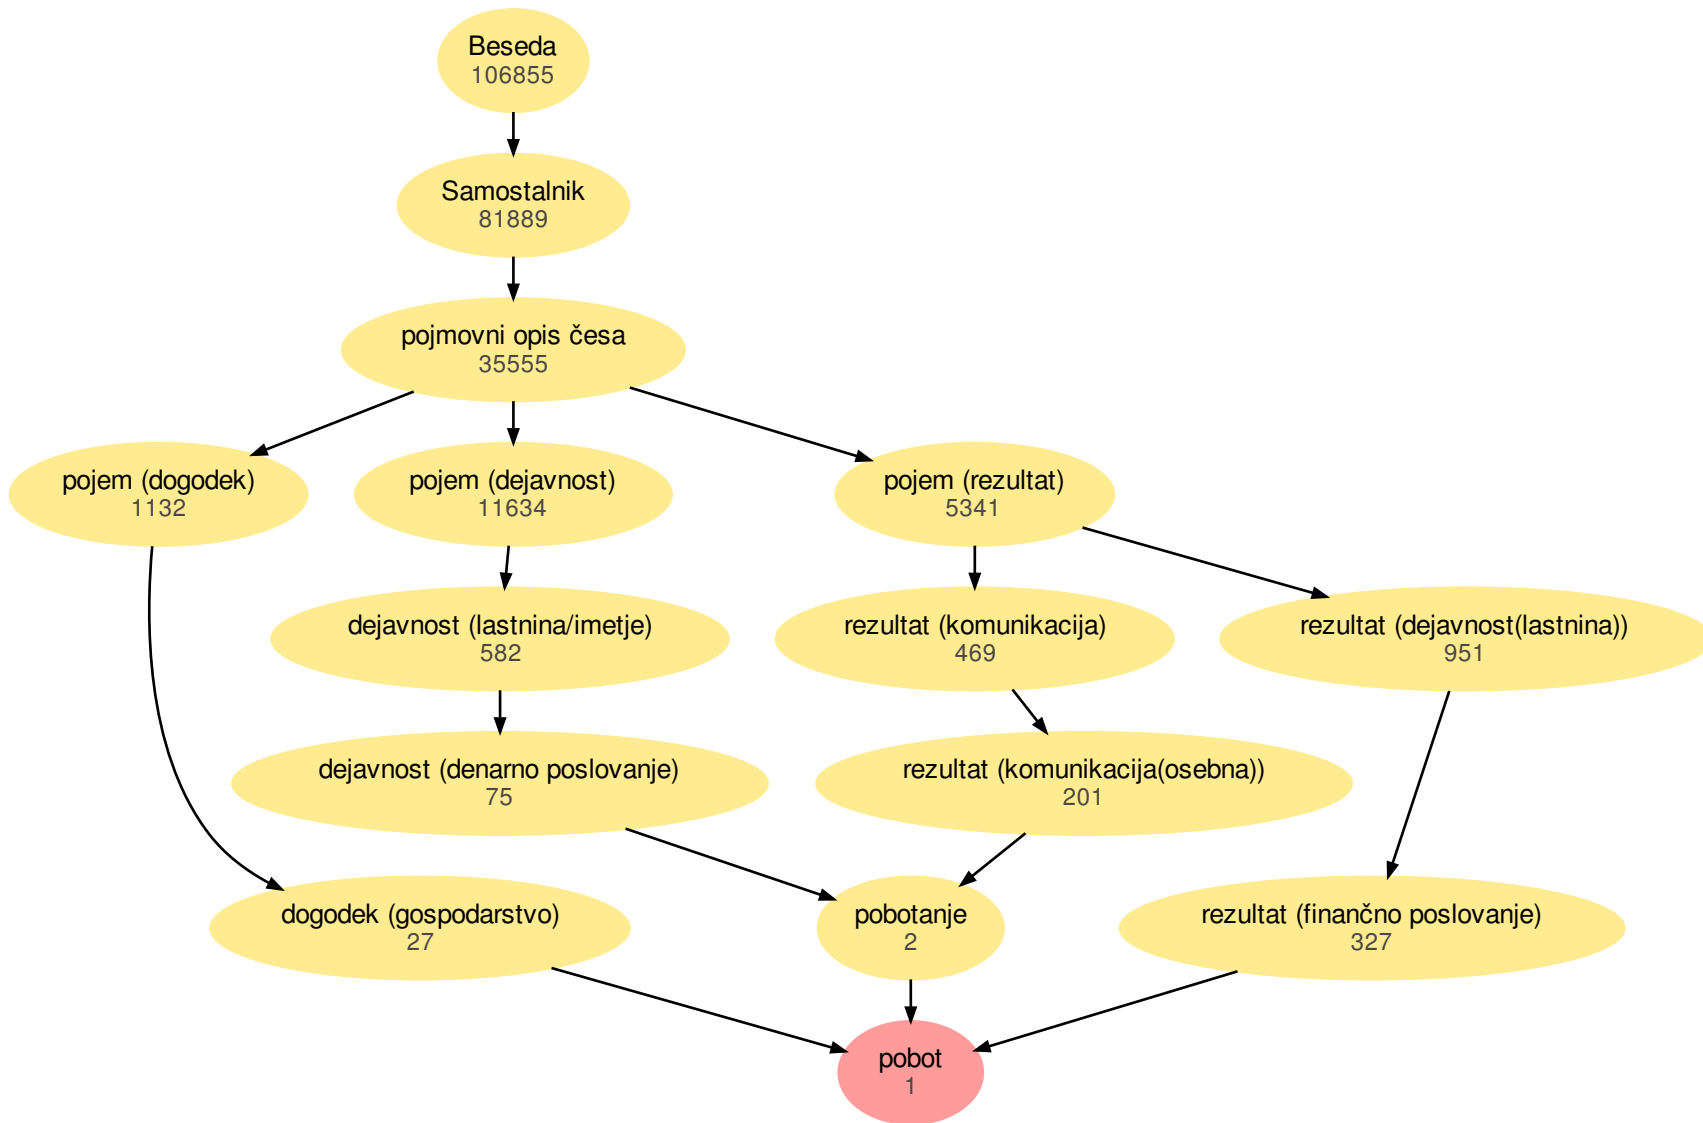 Beseda
106855
Samostalnik
81889
pojmovni opis česa
35555
pojem (dogodek)
1132
pojem (dejavnost)
11634
pojem (rezultat)
5341
dejavnost (lastnina/imetje)
582
rezultat (komunikacija)
469
rezultat (dejavnost(lastnina))
951
dejavnost (denarno poslovanje)
75
rezultat (komunikacija(osebna))
201
dogodek (gospodarstvo)
27
pobotanje
2
rezultat (finančno poslovanje)
327
pobot
1